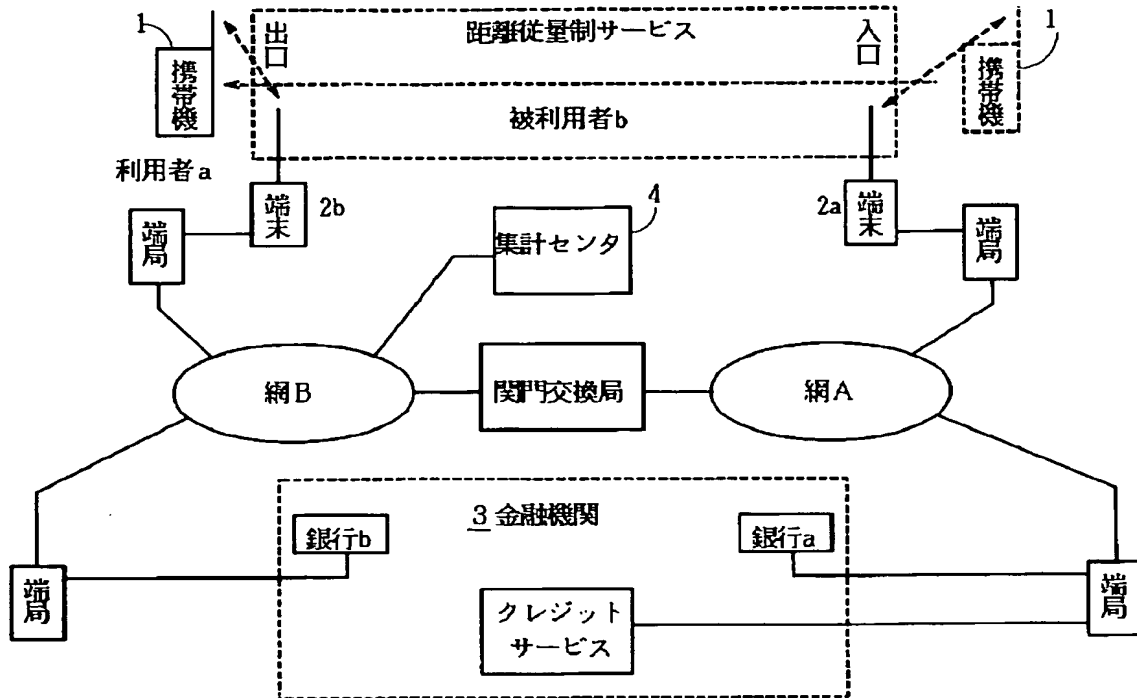 1
携帯機
利用者a
出口
距離従量制サービス
入口
被利用者b
1
携帯機
端局
端末
2b
集計センタ
4
2a
端末
端局
網B
関門交換局
網A
3 金融機関
銀行b
銀行a
端局
クレジット
サービス
端局